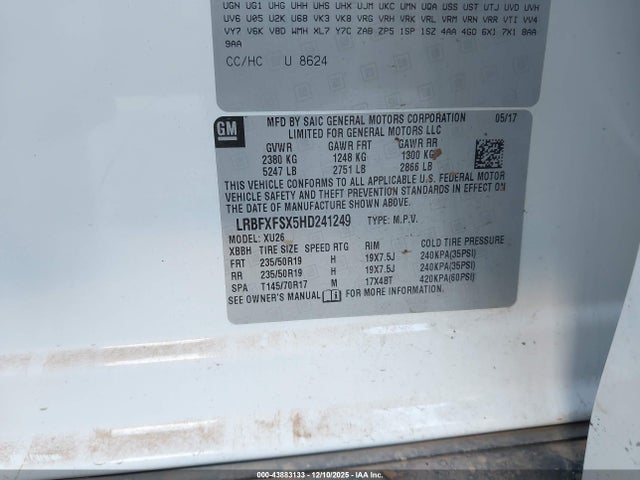 UGN UG1 UHG UHH UHS UHX UJM UKC UMN UQA USS UST UTJ UVD UVH
UV6 U05 U2K U68 VK3 VK8 VRG VRH VRK VRL VRM VRN VRR VTI VV4
VY7 V6K V8D WMH XL7 Y7C ZAB ZP5 1SP 1SZ 4AA 4GO 6X1 7X1 8AA
9AA
CC/HC U 8624
GM
MFD BY SAIC GENERAL MOTORS CORPORATION 05/17
LIMITED FOR GENERAL MOTORS LLC
GVWR GAWR FRT GAWR RR
2380 KG 1248 KG 1300 KG
5247 LB 2751 LB 2866 LB
THIS VEHICLE CONFORMS TO ALL APPLICABLE U.S. FEDERAL MOTOR
VEHICLE SAFETY AND THEFT PREVENTION STANDARDS IN EFFECT ON
THE DATE OF MANUFACTURE SHOWN ABOVE.
LRBFXFSX5HD241249 TYPE: M.P.V.
MODEL: XU26
XBBH TIRE SIZE SPEED RTG RIM COLD TIRE PRESSURE
FRT 235/50R19 H 19X7.5J 240KPA(35PSI)
RR 235/50R19 H 19X7.5J 240KPA(35PSI)
SPA T145/70R17 M 17X4BT 420KPA(60PSI)
SEE OWNER'S MANUAL FOR MORE INFORMATION.
000-43883133 - 12/10/2025 - IAA Inc.